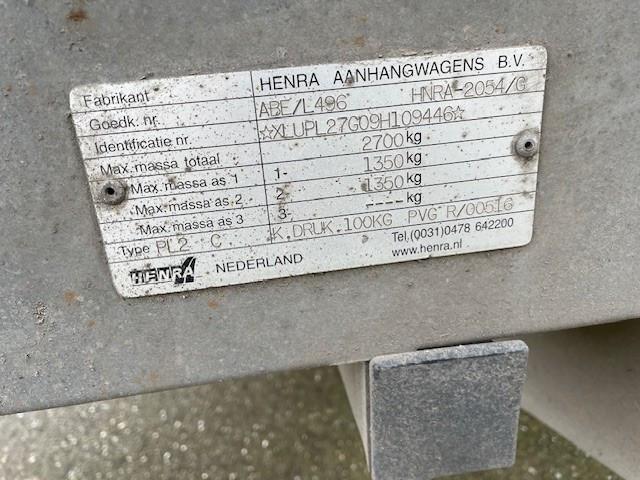 Fabrikant HENRA AANHANGWAGENS B.V.
Goedk. nr. ABE/L496 HNRA-2054/G
Identificatie nr. ☆XLUPL27G09H109446☆
Max. massa totaal 2700 kg
Max. massa as 1 1- 1350 kg
Max. massa as 2 2- 1350 kg
Max. massa as 3 3- ---- kg
Type PL2 C K.DRUK.100KG PVG R/00516
HENRA NEDERLAND Tel. (0031)0478 642200
www.henra.nl